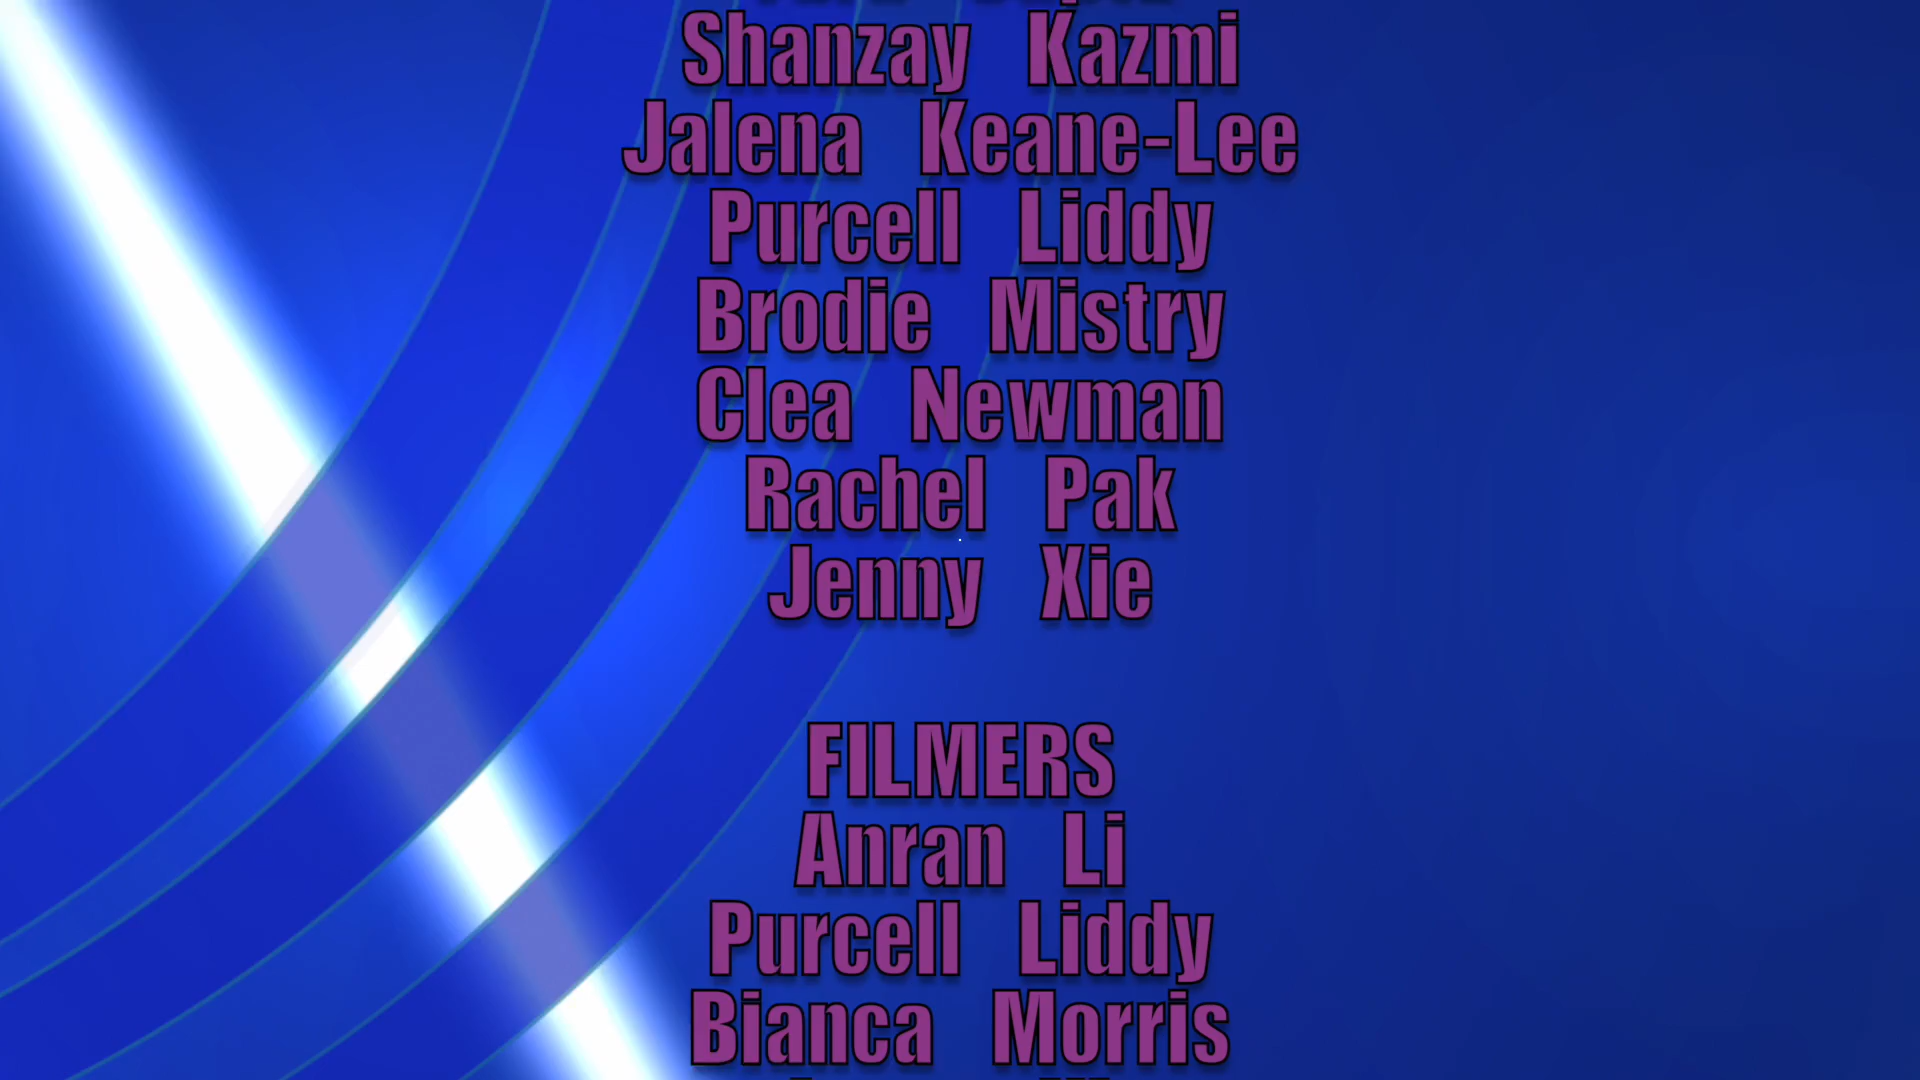 Shanzay Kazmi
Jalena Keane-Lee
Purcell Liddy
Brodie Mistry
Clea Newman
Rachel Pak
Jenny Xie
FILMERS
Anran Li
Purcell Liddy
Bianca Morris